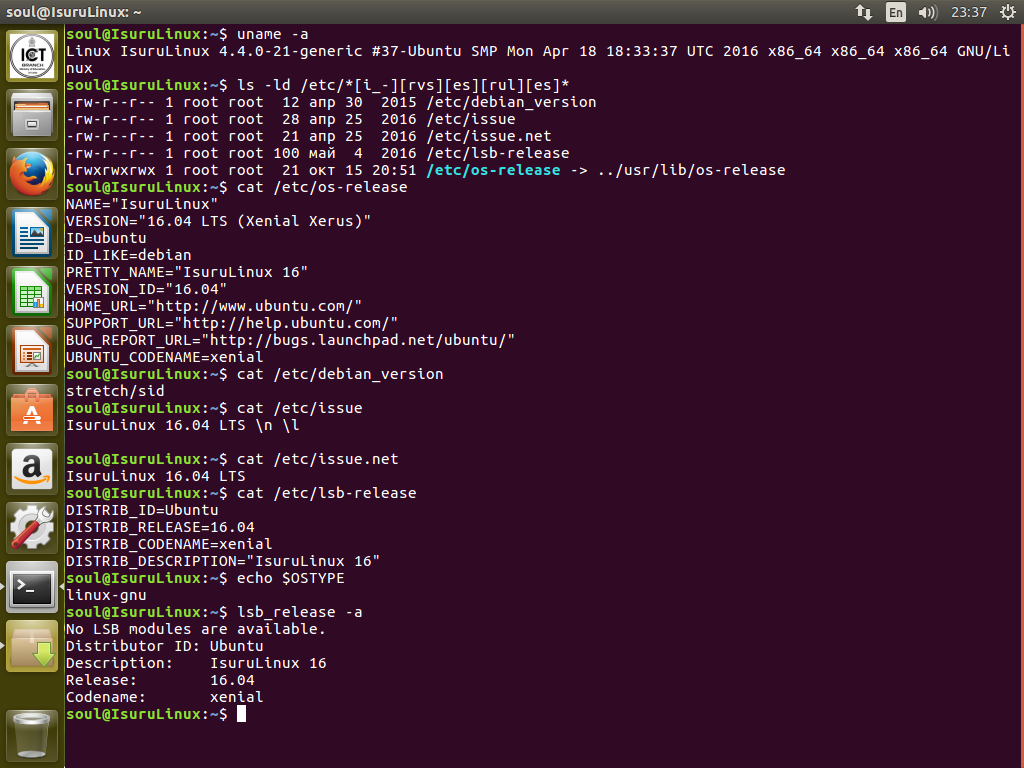 soul@IsuruLinux: ~
En
23:37
ICT
BRANCH
soul@IsuruLinux:~$ uname -a
Linux IsuruLinux 4.4.0-21-generic #37-Ubuntu SMP Mon Apr 18 18:33:37 UTC 2016 x86_64 x86_64 x86_64 GNU/Li
nux
soul@IsuruLinux:~$ ls -ld /etc/*[i_-][rvs][es][rul][es]*
-rw-r--r-- 1 root root  12 апр 30  2015 /etc/debian_version
-rw-r--r-- 1 root root  28 апр 25  2016 /etc/issue
-rw-r--r-- 1 root root  21 апр 25  2016 /etc/issue.net
-rw-r--r-- 1 root root 100 май  4  2016 /etc/lsb-release
lrwxrwxrwx 1 root root  21 окт 15 20:51 /etc/os-release -> ../usr/lib/os-release
soul@IsuruLinux:~$ cat /etc/os-release
NAME="IsuruLinux"
VERSION="16.04 LTS (Xenial Xerus)"
ID=ubuntu
ID_LIKE=debian
PRETTY_NAME="IsuruLinux 16"
VERSION_ID="16.04"
HOME_URL="http://www.ubuntu.com/"
SUPPORT_URL="http://help.ubuntu.com/"
BUG_REPORT_URL="http://bugs.launchpad.net/ubuntu/"
UBUNTU_CODENAME=xenial
soul@IsuruLinux:~$ cat /etc/debian_version
stretch/sid
soul@IsuruLinux:~$ cat /etc/issue
IsuruLinux 16.04 LTS \n \l
soul@IsuruLinux:~$ cat /etc/issue.net
IsuruLinux 16.04 LTS
soul@IsuruLinux:~$ cat /etc/lsb-release
DISTRIB_ID=Ubuntu
DISTRIB_RELEASE=16.04
DISTRIB_CODENAME=xenial
DISTRIB_DESCRIPTION="IsuruLinux 16"
soul@IsuruLinux:~$ echo $OSTYPE
linux-gnu
soul@IsuruLinux:~$ lsb_release -a
No LSB modules are available.
Distributor ID: Ubuntu
Description:    IsuruLinux 16
Release:        16.04
Codename:       xenial
soul@IsuruLinux:~$